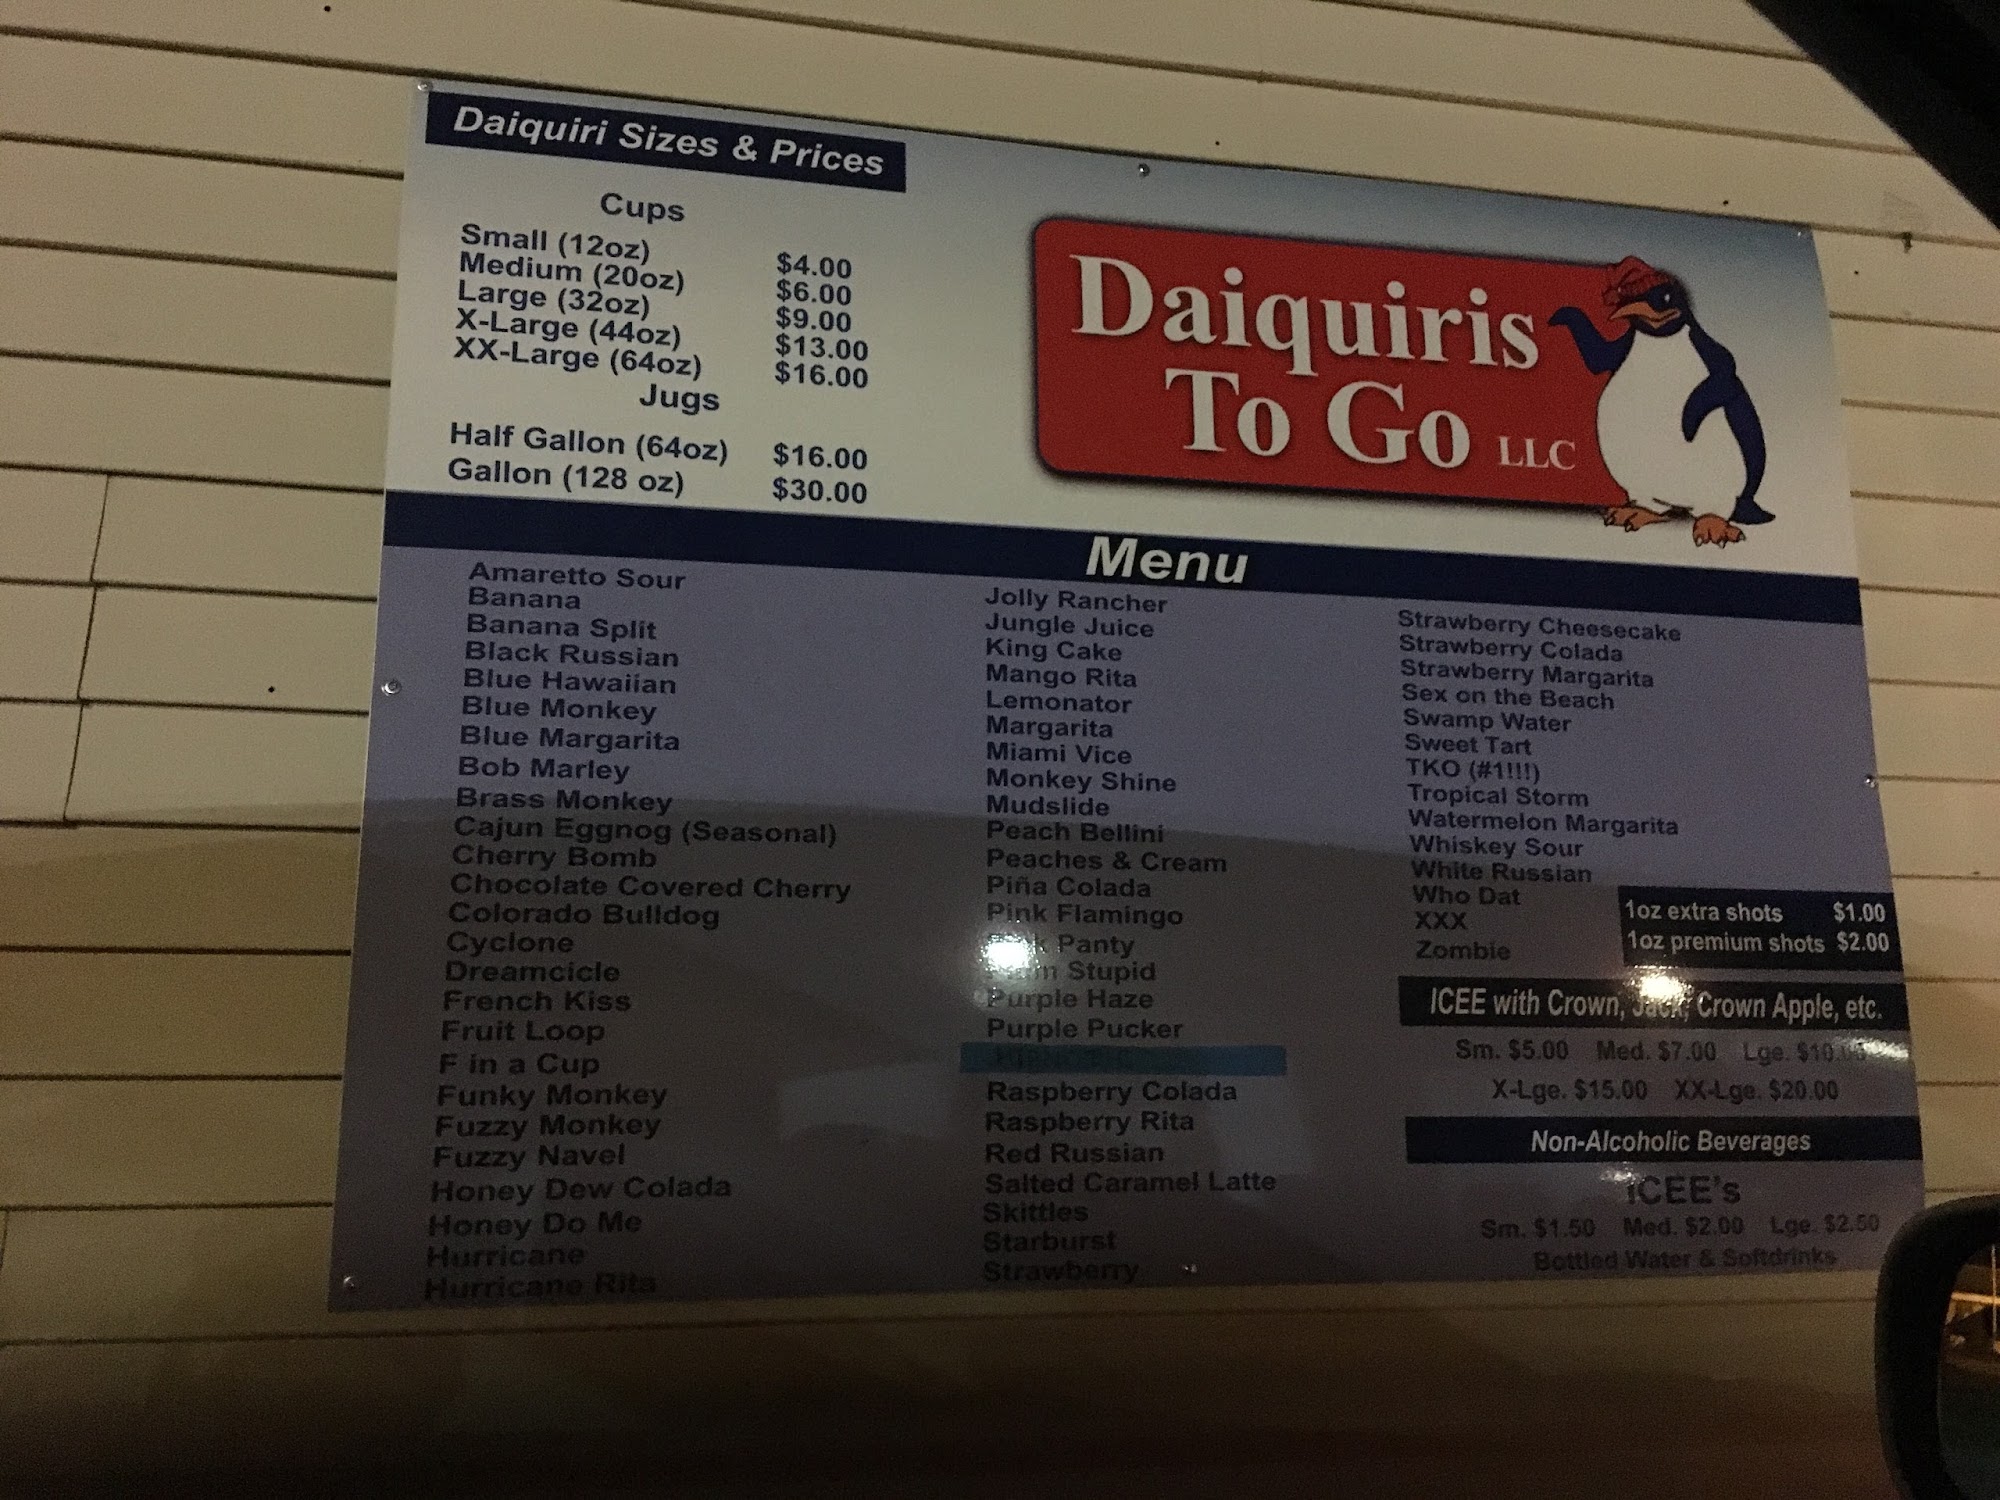 Daiquiri Sizes & Prices
Cups
Small (12oz) $4.00
Medium (20oz) $6.00
Large (32oz) $9.00
X-Large (44oz) $13.00
XX-Large (64oz) $16.00
Jugs
Half Gallon (64oz) $16.00
Gallon (128 oz) $30.00
Daiquiris
To Go LLC
Menu
Amaretto Sour
Banana
Banana Split
Black Russian
Blue Hawaiian
Blue Monkey
Blue Margarita
Bob Marley
Brass Monkey
Cajun Eggnog (Seasonal)
Cherry Bomb
Chocolate Covered Cherry
Colorado Bulldog
Cyclone
Dreamcicle
French Kiss
Fruit Loop
F in a Cup
Funky Monkey
Fuzzy Monkey
Fuzzy Navel
Honey Dew Colada
Honey Do Me
Hurricane
Hurricane Rita
Jolly Rancher
Jungle Juice
King Cake
Mango Rita
Lemonator
Margarita
Miami Vice
Monkey Shine
Mudslide
Peach Bellini
Peaches & Cream
Piña Colada
Pink Flamingo
Panty
Stupid
Purple Haze
Purple Pucker
Raspberry Colada
Raspberry Rita
Red Russian
Salted Caramel Latte
Skittles
Starburst
Strawberry
Strawberry Cheesecake
Strawberry Colada
Strawberry Margarita
Sex on the Beach
Swamp Water
Sweet Tart
TKO (#1!!!)
Tropical Storm
Watermelon Margarita
Whiskey Sour
White Russian
Who Dat
XXX
Zombie
1oz extra shots $1.00
1oz premium shots $2.00
ICEE with Crown, Jack, Crown Apple, etc.
Sm. $5.00 Med. $7.00 Lge. $10.00
X-Lge. $15.00 XX-Lge. $20.00
Non-Alcoholic Beverages
ICEE's
Sm. $1.50 Med. $2.00 Lge. $2.50
Bottled Water & Softdrinks